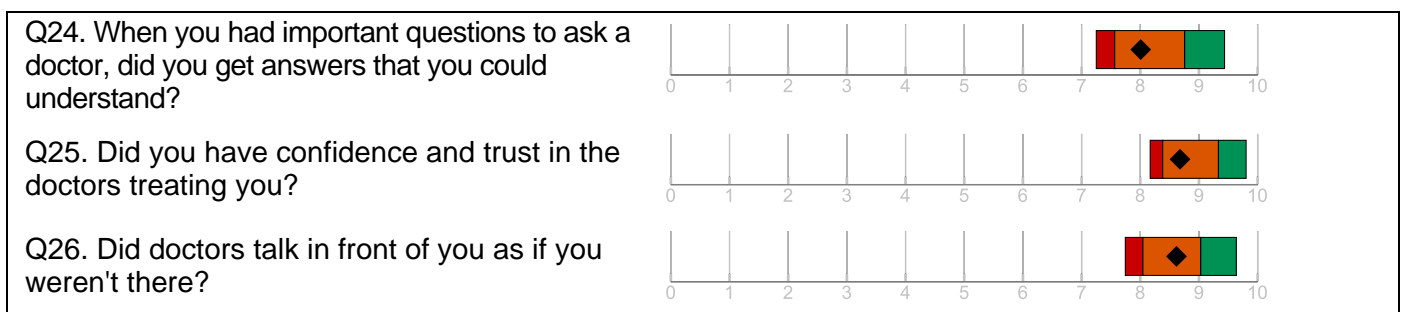 Q24. When you had important questions to ask a
doctor, did you get answers that you could
understand?
0 1 2 3 4 5 6 7 8 9 10
Q25. Did you have confidence and trust in the
doctors treating you?
0 1 2 3 4 5 6 7 8 9 10
Q26. Did doctors talk in front of you as if you
weren't there?
0 1 2 3 4 5 6 7 8 9 10